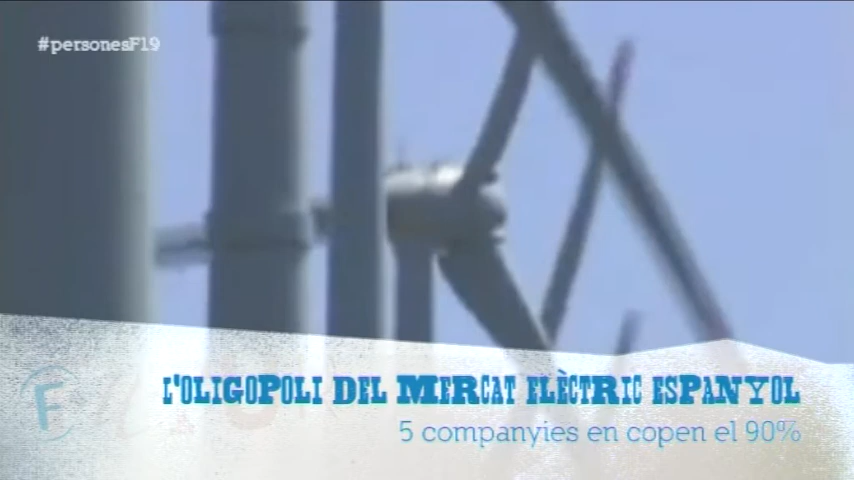 #personesF19
L'OLIGOPOLI DEL MERCAT ELÈCTRIC ESPANYOL
5 companyies en copen el 90%
F